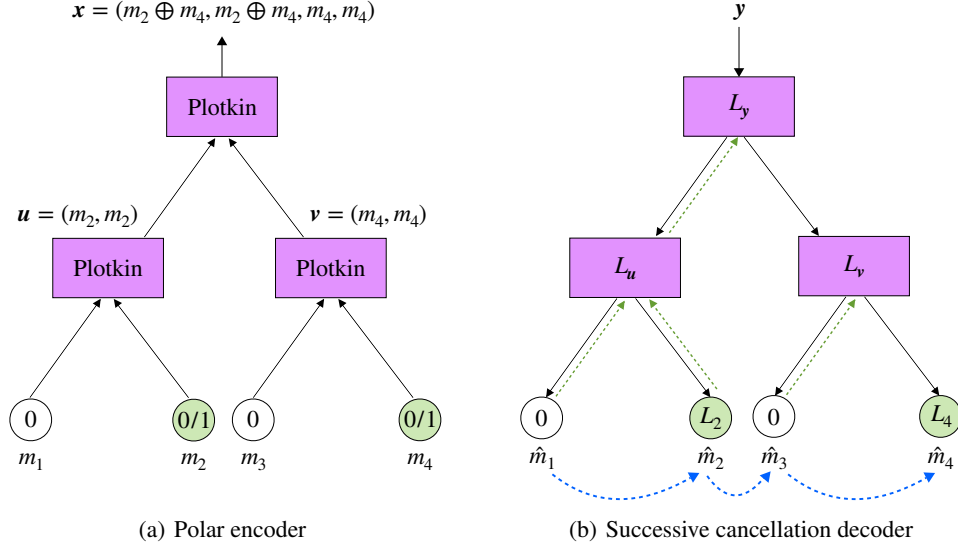 x = (m₂ ⊕ m₄, m₂ ⊕ m₄, m₄, m₄)
y
Plotkin
L_y
u = (m₂, m₂)
v = (m₄, m₄)
Plotkin
Plotkin
L_u
L_v
0
0/1
0
0/1
0
L₂
0
L₄
m₁
m₂
m₃
m₄
m̂₁
m̂₂
m̂₃
m̂₄
(a) Polar encoder
(b) Successive cancellation decoder